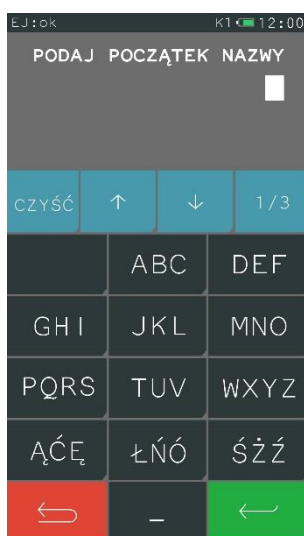 EJ:ok K1 12:00
PODAJ POCZĄTEK NAZWY
CZYŚĆ ↑ ↓ 1/3
ABC DEF
GHI JKL MNO
PQRS TUV WXYZ
ĄĆĘ ŁŃÓ ŚŻŹ
_